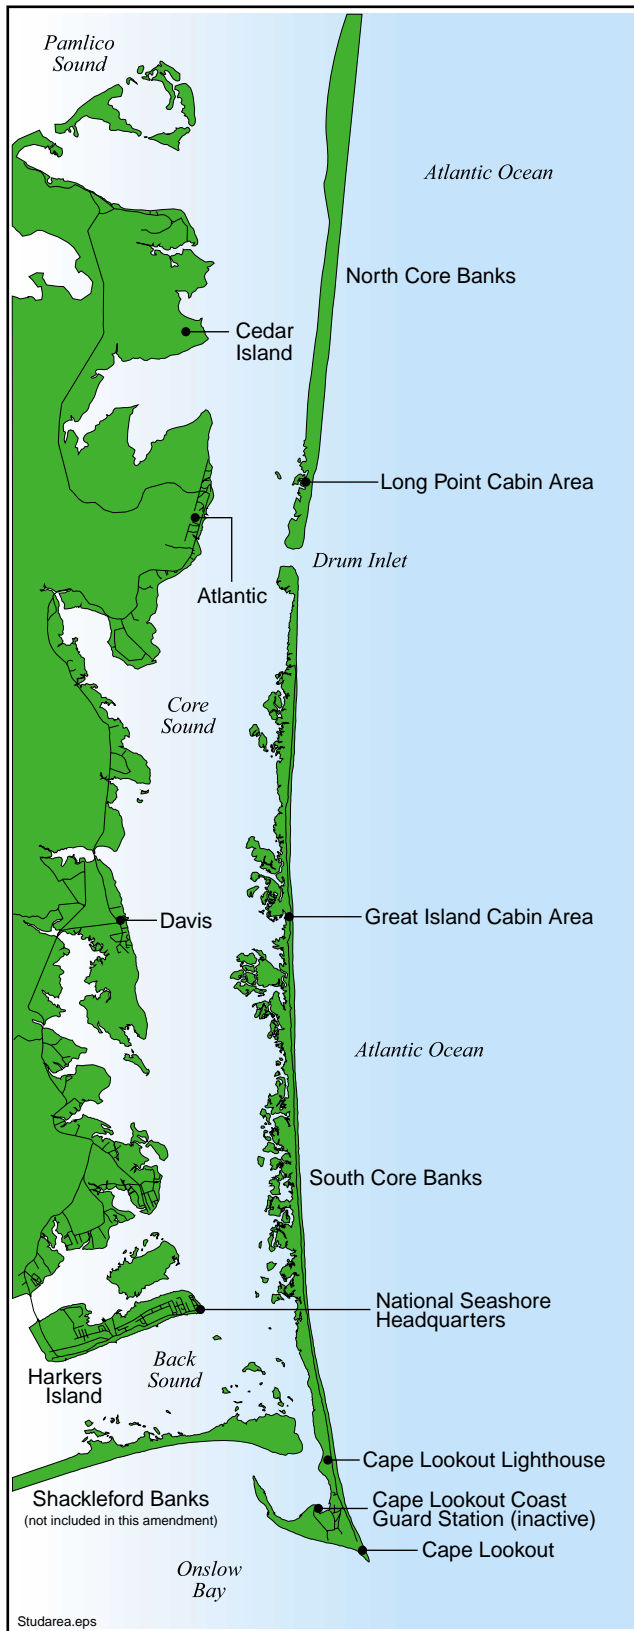 Pamlico
Sound
Atlantic Ocean
North Core Banks
Cedar
Island
Long Point Cabin Area
Drum Inlet
Atlantic
Core
Sound
Davis
Great Island Cabin Area
Atlantic Ocean
South Core Banks
National Seashore
Headquarters
Back
Sound
Harkers
Island
Cape Lookout Lighthouse
Shackleford Banks
(not included in this amendment)
Cape Lookout Coast
Guard Station (inactive)
Cape Lookout
Onslow
Bay
Studarea.eps